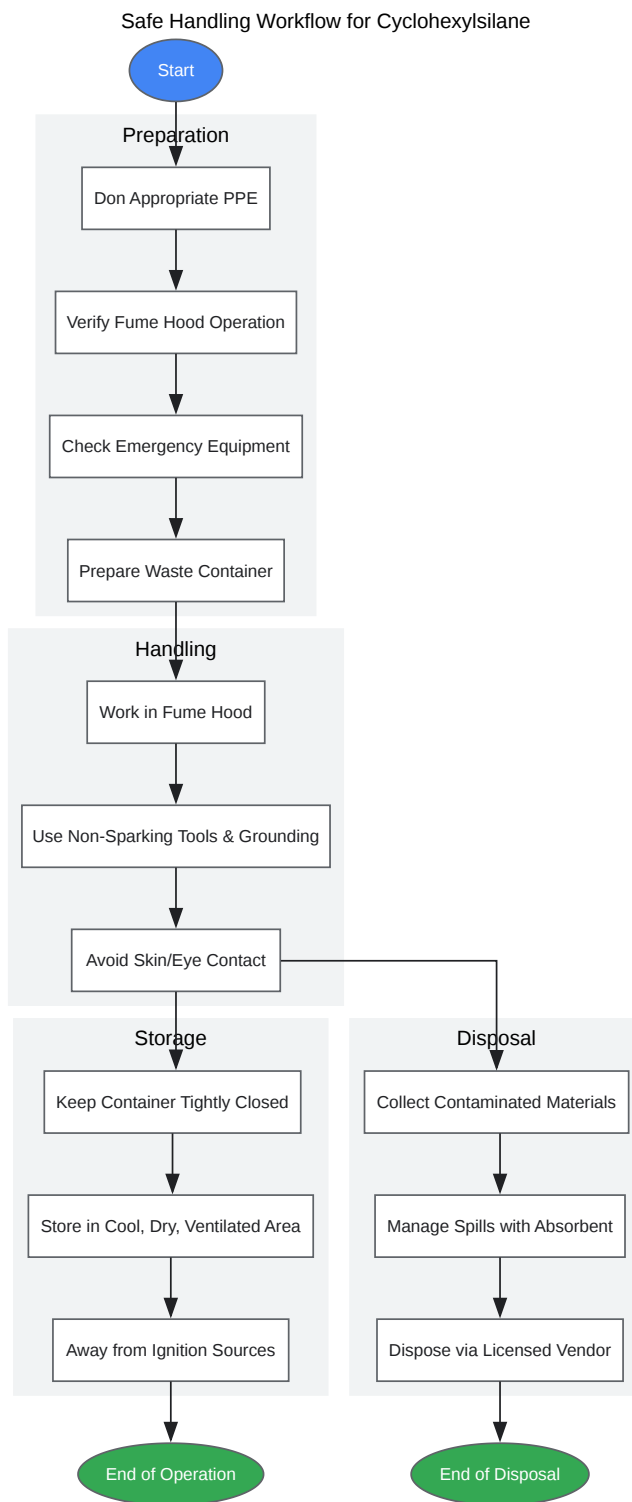 Safe Handling Workflow for Cyclohexylsilane
Start
Preparation
Don Appropriate PPE
Verify Fume Hood Operation
Check Emergency Equipment
Prepare Waste Container
Handling
Work in Fume Hood
Use Non-Sparking Tools & Grounding
Avoid Skin/Eye Contact
Storage
Keep Container Tightly Closed
Store in Cool, Dry, Ventilated Area
Away from Ignition Sources
End of Operation
Disposal
Collect Contaminated Materials
Manage Spills with Absorbent
Dispose via Licensed Vendor
End of Disposal